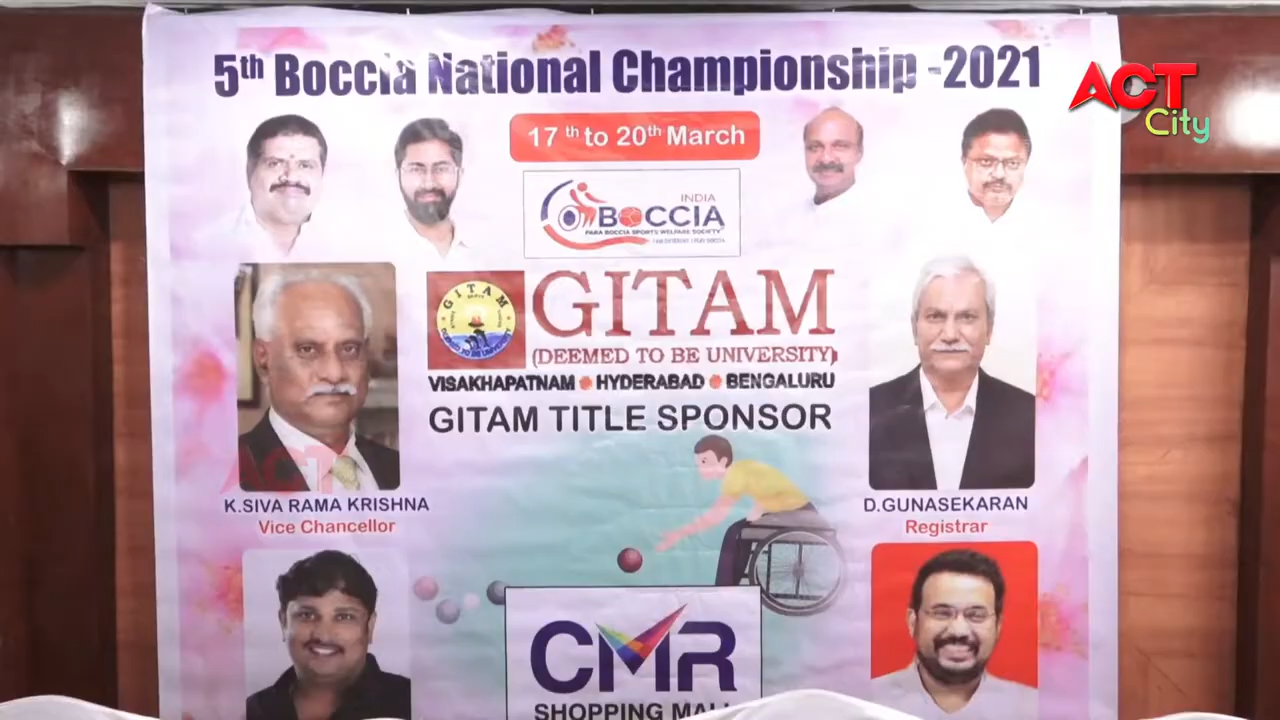 5th Boccia National Championship -2021
ACT
City
17 th to 20th March
INDIA
BOCCIA
PARA BOCCIA SPORTS WELFARE SOCIETY
GITAM
GITAM
(DEEMED TO BE UNIVERSITY)
VISAKHAPATNAM HYDERABAD BENGALURU
GITAM TITLE SPONSOR
ACT
K.SIVA RAMA KRISHNA
Vice Chancellor
D.GUNASEKARAN
Registrar
CMR
SHOPPING MALL